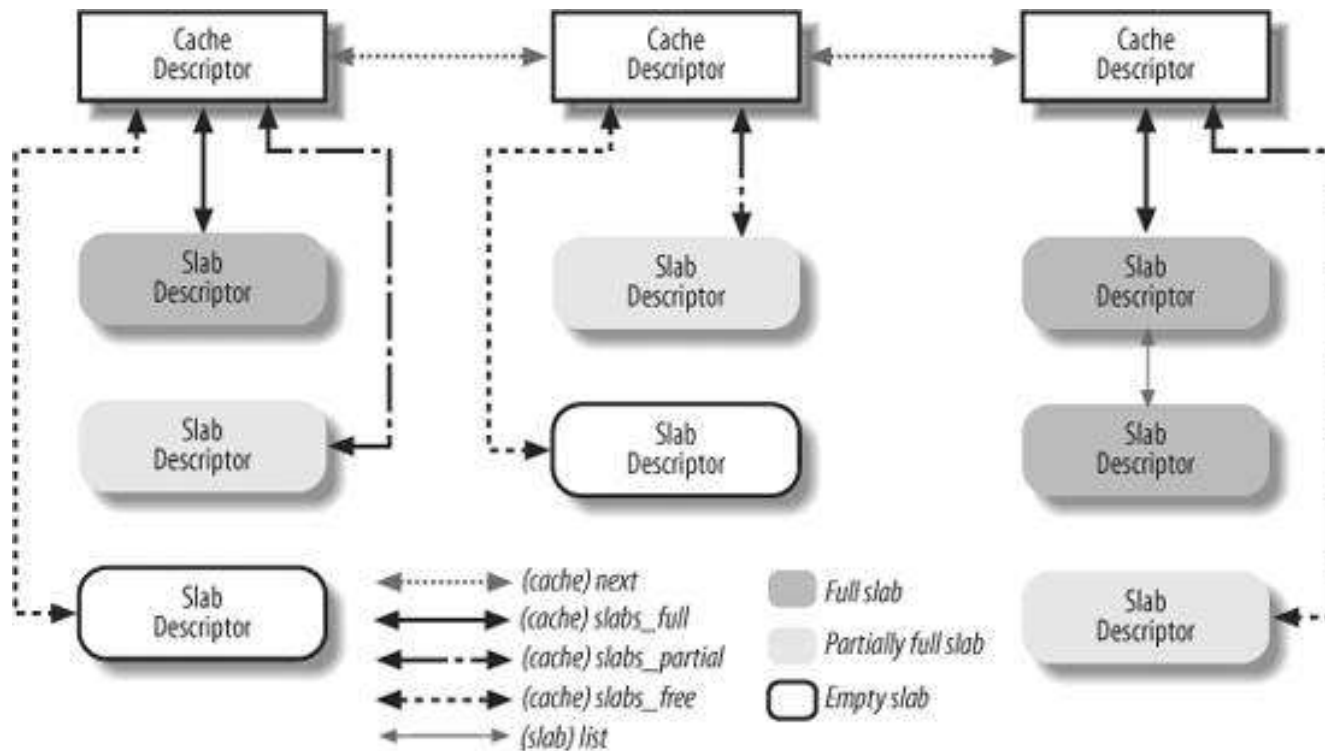 Cache
Descriptor
Cache
Descriptor
Cache
Descriptor
Slab
Descriptor
Slab
Descriptor
Slab
Descriptor
Slab
Descriptor
Slab
Descriptor
Slab
Descriptor
Slab
Descriptor
Slab
Descriptor
(cache) next
(cache) slabs_full
(cache) slabs_partial
(cache) slabs_free
(slab) list
Full slab
Partially full slab
Empty slab